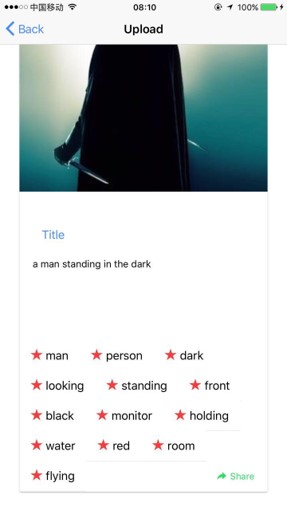 中国移动 08:10 100%
Back Upload
Title
a man standing in the dark
man person dark
looking standing front
black monitor holding
water red room
flying Share